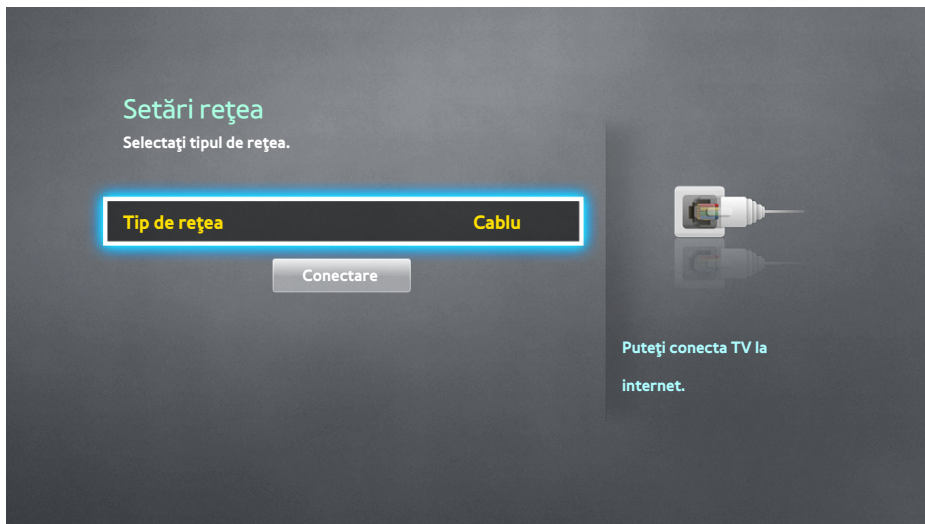 Setări reţea
Selectaţi tipul de reţea.
Tip de reţea Cablu
Conectare
Puteţi conecta TV la
internet.